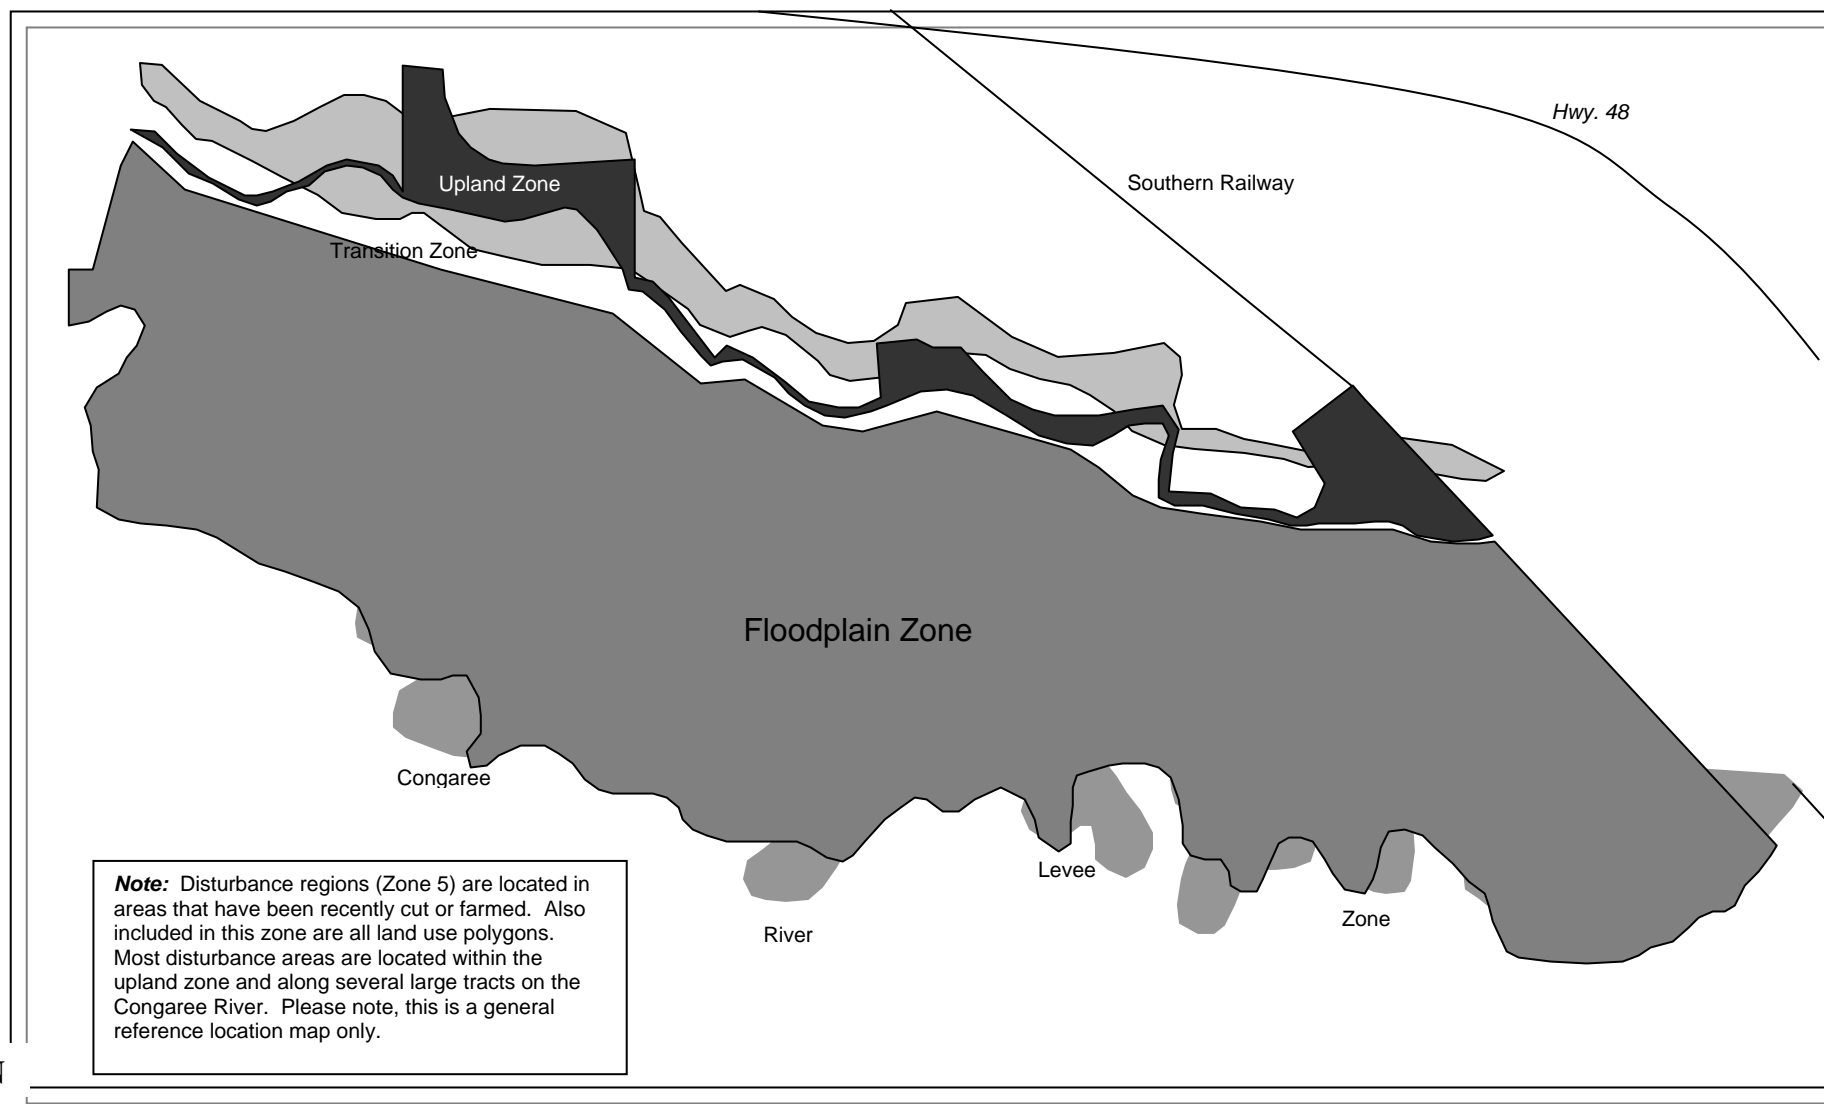 Hwy. 48
Southern Railway
Upland Zone
Transition Zone
Floodplain Zone
Congaree
Levee
Zone
River
Note: Disturbance regions (Zone 5) are located in
areas that have been recently cut or farmed. Also
included in this zone are all land use polygons.
Most disturbance areas are located within the
upland zone and along several large tracts on the
Congaree River. Please note, this is a general
reference location map only.